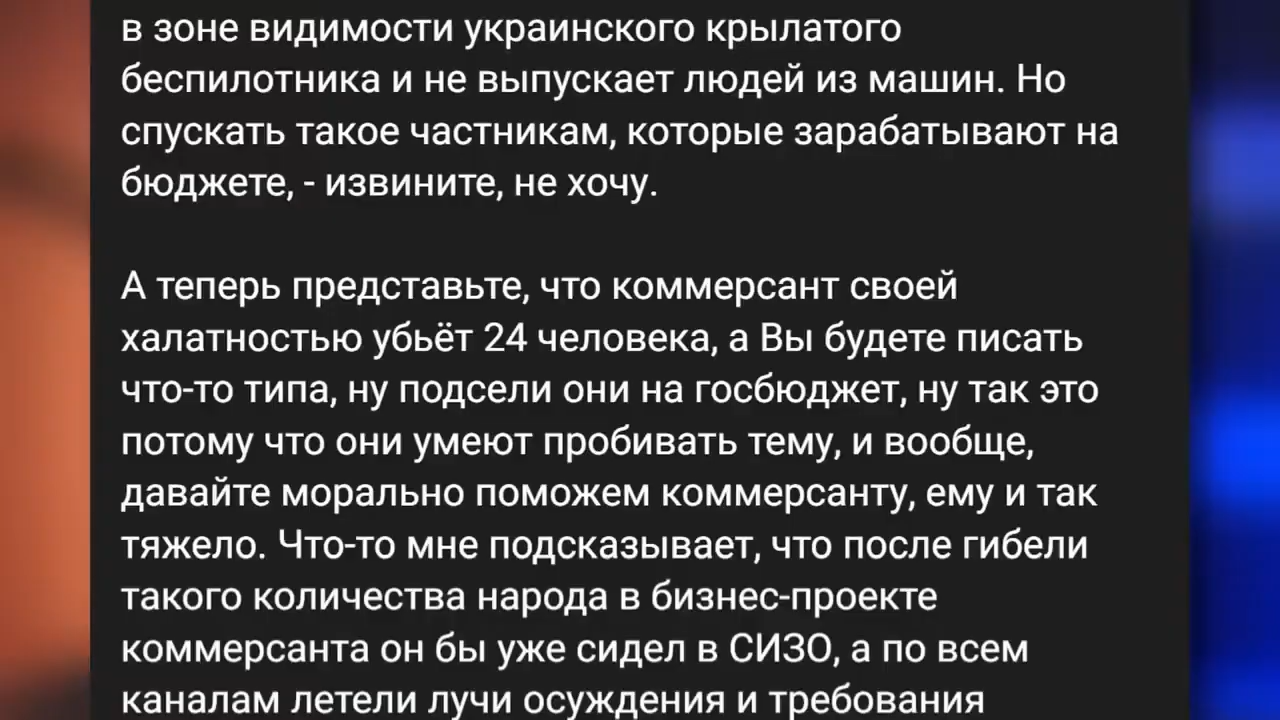 в зоне видимости украинского крылатого
беспилотника и не выпускает людей из машин. Но
спускать такое частникам, которые зарабатывают на
бюджете, - извините, не хочу.
А теперь представьте, что коммерсант своей
халатностью убьёт 24 человека, а Вы будете писать
что-то типа, ну подсели они на госбюджет, ну так это
потому что они умеют пробивать тему, и вообще,
давайте морально поможем коммерсанту, ему и так
тяжело. Что-то мне подсказывает, что после гибели
такого количества народа в бизнес-проекте
коммерсанта он бы уже сидел в СИЗО, а по всем
каналам летели лучи осуждения и требования